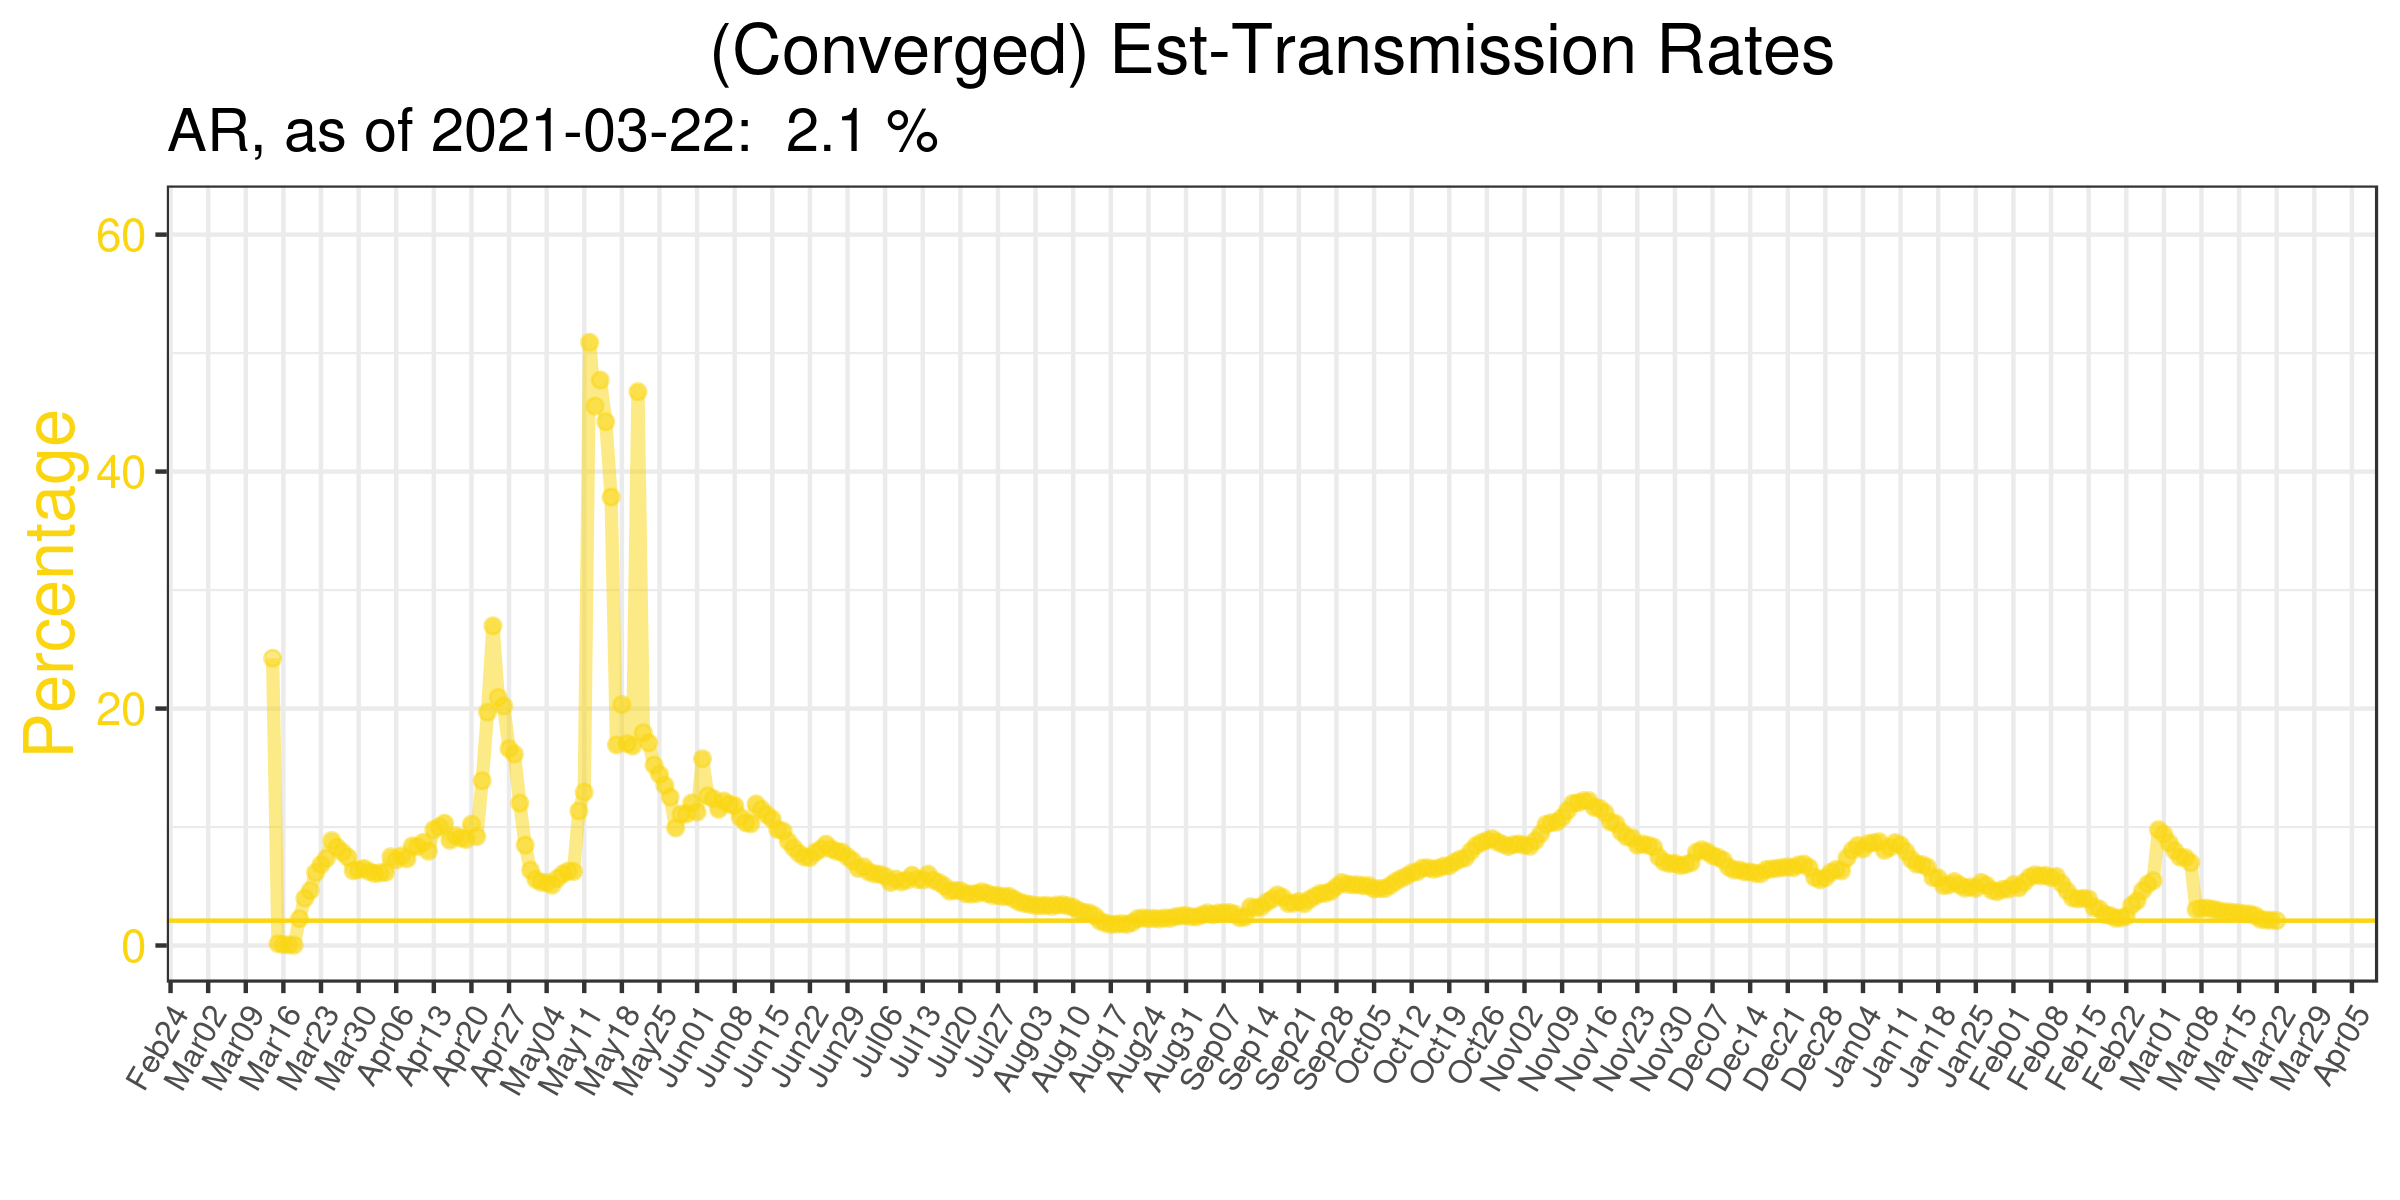 (Converged) Est-Transmission Rates
AR, as of 2021-03-22:  2.1 %
Percentage
60
40
20
0
Feb24
Mar02
Mar09
Mar16
Mar23
Mar30
Apr06
Apr13
Apr20
Apr27
May04
May11
May18
May25
Jun01
Jun08
Jun15
Jun22
Jun29
Jul06
Jul13
Jul20
Jul27
Aug03
Aug10
Aug17
Aug24
Aug31
Sep07
Sep14
Sep21
Sep28
Oct05
Oct12
Oct19
Oct26
Nov02
Nov09
Nov16
Nov23
Nov30
Dec07
Dec14
Dec21
Dec28
Jan04
Jan11
Jan18
Jan25
Feb01
Feb08
Feb15
Feb22
Mar01
Mar08
Mar15
Mar22
Mar29
Apr05